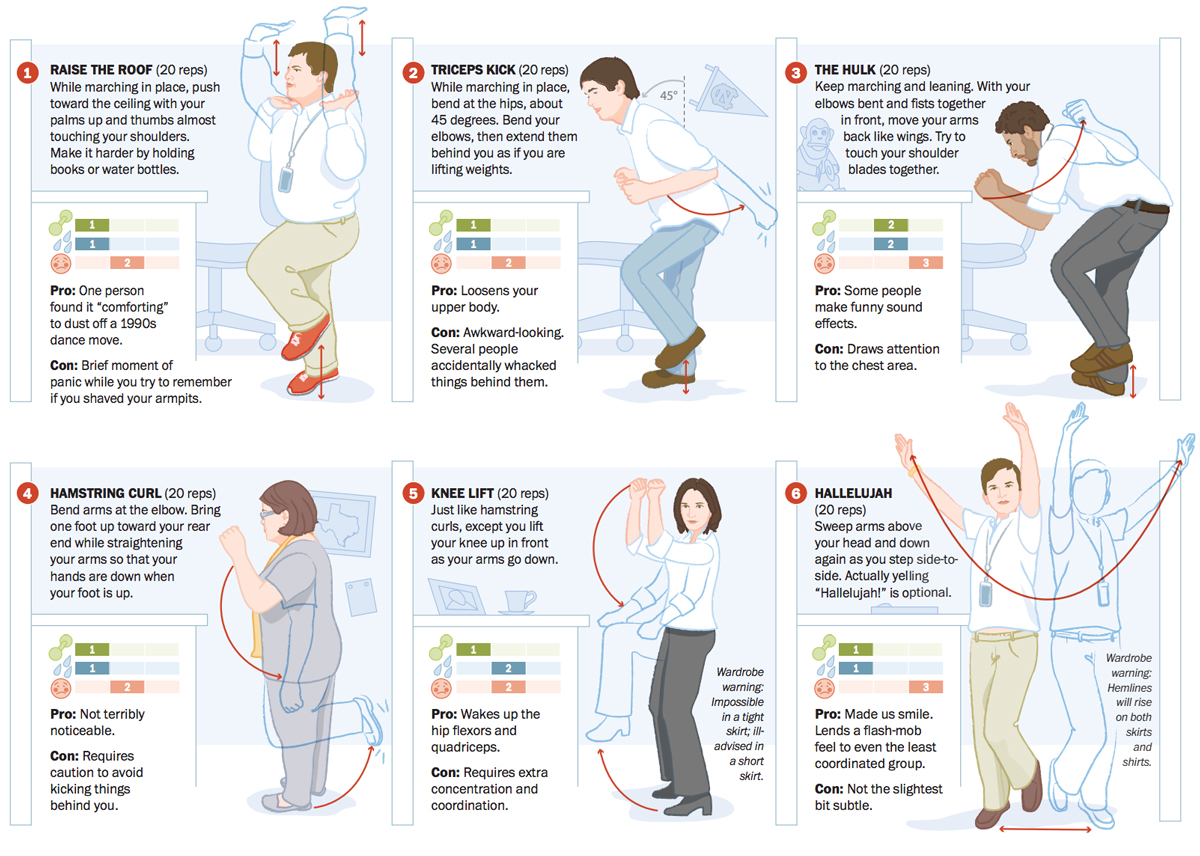 1
RAISE THE ROOF (20 reps)
While marching in place, push
toward the ceiling with your
palms up and thumbs almost
touching your shoulders.
Make it harder by holding
books or water bottles.
1
1
2
Pro: One person
found it “comforting”
to dust off a 1990s
dance move.
Con: Brief moment of
panic while you try to remember
if you shaved your armpits.
2
TRICEPS KICK (20 reps)
While marching in place,
bend at the hips, about
45 degrees. Bend your
elbows, then extend them
behind you as if you are
lifting weights.
45°
NC
1
1
2
Pro: Loosens your
upper body.
Con: Awkward-looking.
Several people
accidentally whacked
things behind them.
3
THE HULK (20 reps)
Keep marching and leaning. With your
elbows bent and fists together
in front, move your arms
back like wings. Try to
touch your shoulder
blades together.
2
2
3
Pro: Some people
make funny sound
effects.
Con: Draws attention
to the chest area.
4
HAMSTRING CURL (20 reps)
Bend arms at the elbow. Bring
one foot up toward your rear
end while straightening
your arms so that your
hands are down when
your foot is up.
1
1
2
Pro: Not terribly
noticeable.
Con: Requires
caution to avoid
kicking things
behind you.
5
KNEE LIFT (20 reps)
Just like hamstring
curls, except you lift
your knee up in front
as your arms go down.
1
2
2
Pro: Wakes up the
hip flexors and
quadriceps.
Con: Requires extra
concentration and
coordination.
Wardrobe
warning:
Impossible
in a tight
skirt; ill-
advised in
a short
skirt.
6
HALLELUJAH
(20 reps)
Sweep arms above
your head and down
again as you step side-to-
side. Actually yelling
“Hallelujah!” is optional.
1
1
3
Pro: Made us smile.
Lends a flash-mob
feel to even the least
coordinated group.
Con: Not the slightest
bit subtle.
Wardrobe
warning:
Hemlines
will rise
on both
skirts
and
shirts.